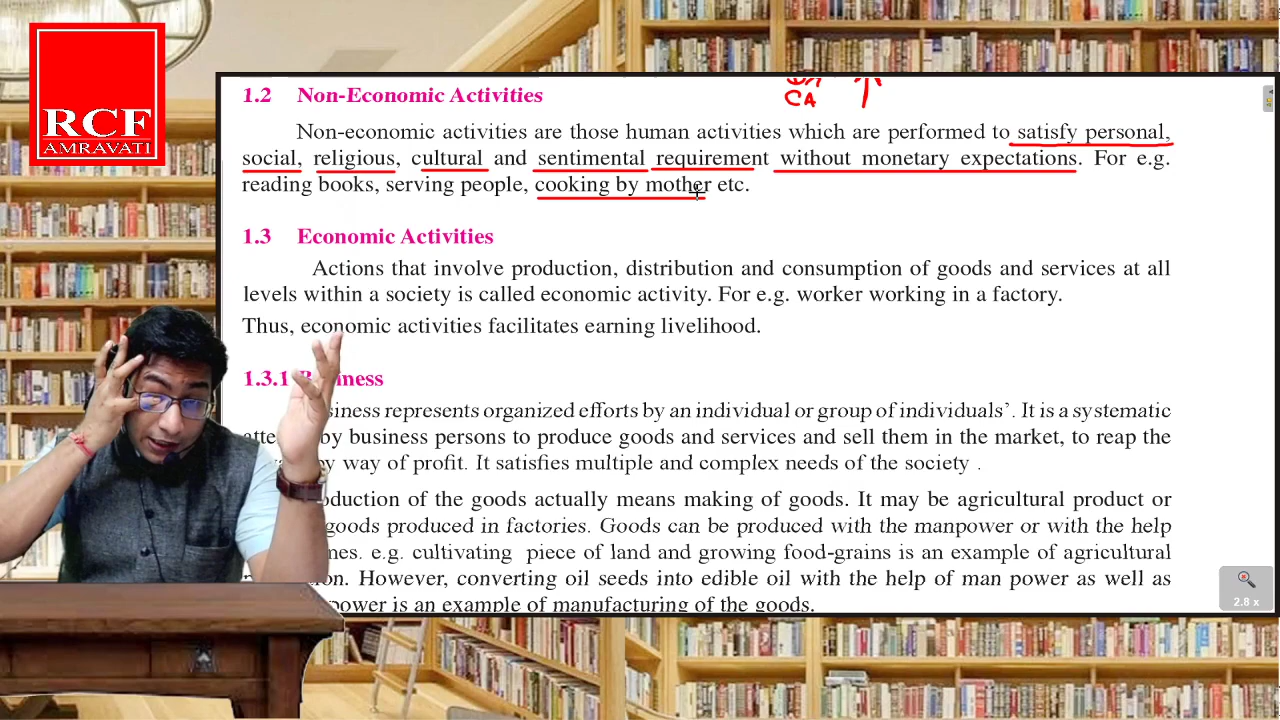 RCF
AMRAVATI
CA
1.2 Non-Economic Activities
Non-economic activities are those human activities which are performed to satisfy personal,
social, religious, cultural and sentimental requirement without monetary expectations. For e.g.
reading books, serving people, cooking by mother etc.
1.3 Economic Activities
Actions that involve production, distribution and consumption of goods and services at all
levels within a society is called economic activity. For e.g. worker working in a factory.
Thus, economic activities facilitates earning livelihood.
1.3.1
represents organized efforts by an individual or group of individuals’. It is a systematic
by business persons to produce goods and services and sell them in the market, to reap the
by way of profit. It satisfies multiple and complex needs of the society .
of the goods actually means making of goods. It may be agricultural product or
goods produced in factories. Goods can be produced with the manpower or with the help
e.g. cultivating piece of land and growing food-grains is an example of agricultural
However, converting oil seeds into edible oil with the help of man power as well as
power is an example of manufacturing of the goods.
2.8 x